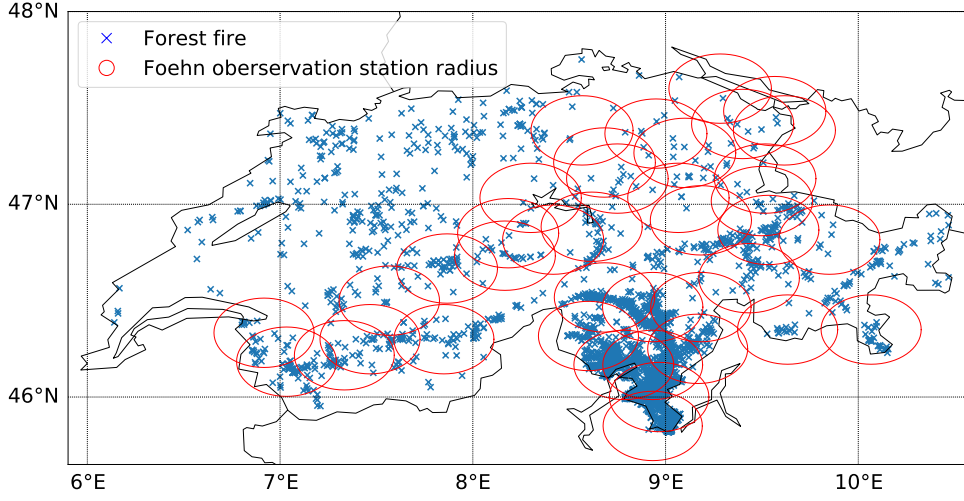 48°N
Forest fire
Foehn oberservation station radius
47°N
46°N
6°E 7°E 8°E 9°E 10°E